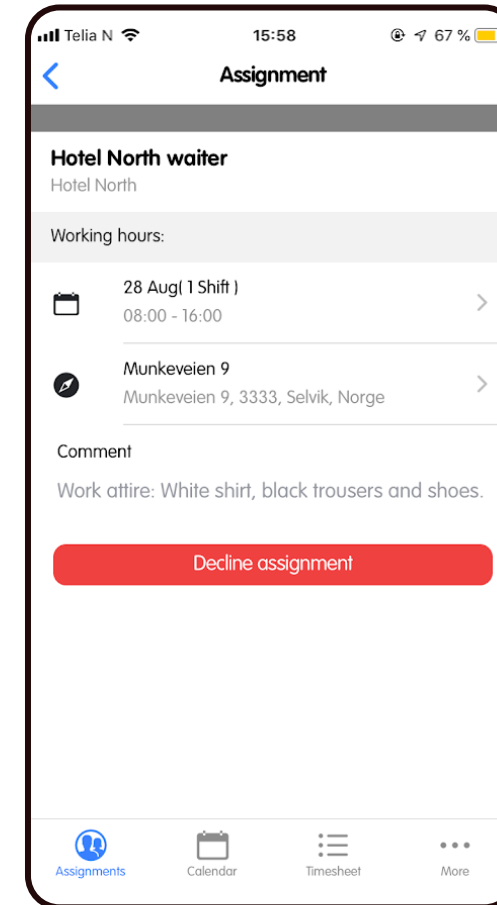 Telia N 15:58 67 %
Assignment
Hotel North waiter
Hotel North
Working hours:
28 Aug( 1 Shift )
08:00 - 16:00
Munkeveien 9
Munkeveien 9, 3333, Selvik, Norge
Comment
Work attire: White shirt, black trousers and shoes.
Decline assignment
Assignments Calendar Timesheet More